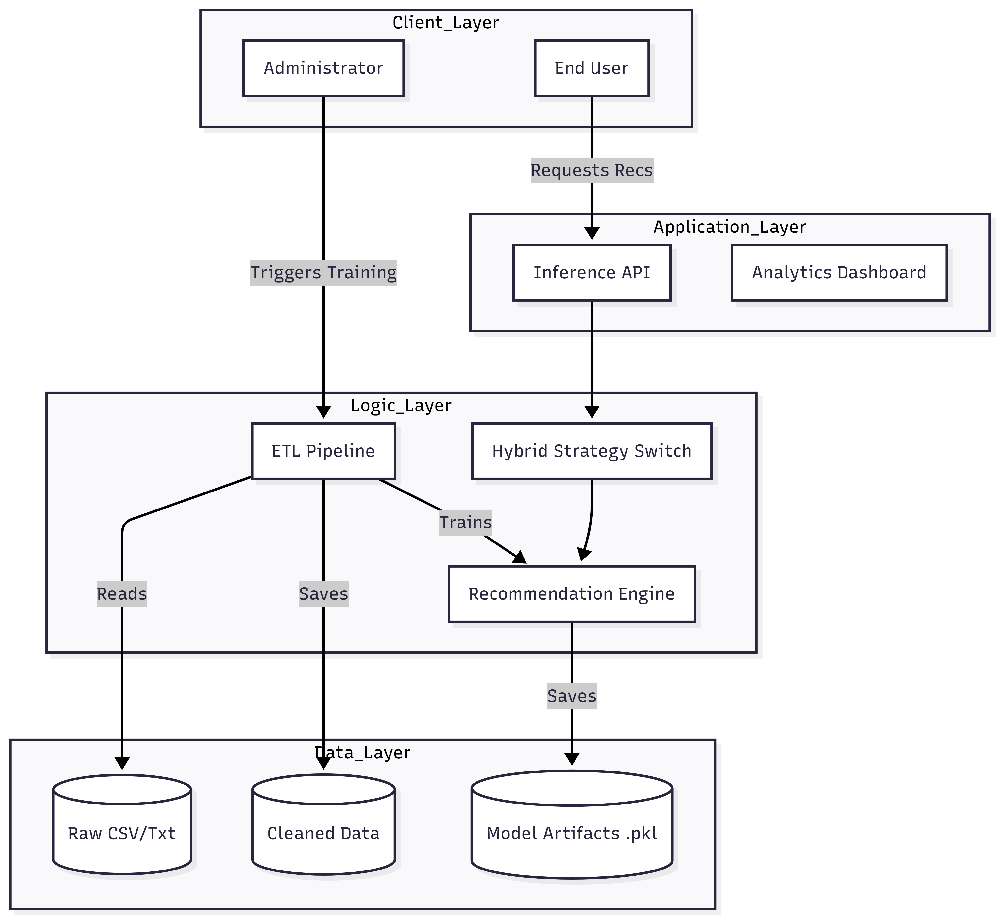 Client_Layer
Administrator
End User
Requests Recs
Application_Layer
Triggers Training
Inference API
Analytics Dashboard
Logic_Layer
ETL Pipeline
Hybrid Strategy Switch
Trains
Reads
Saves
Recommendation Engine
Saves
Data_Layer
Raw CSV/Txt
Cleaned Data
Model Artifacts .pkl